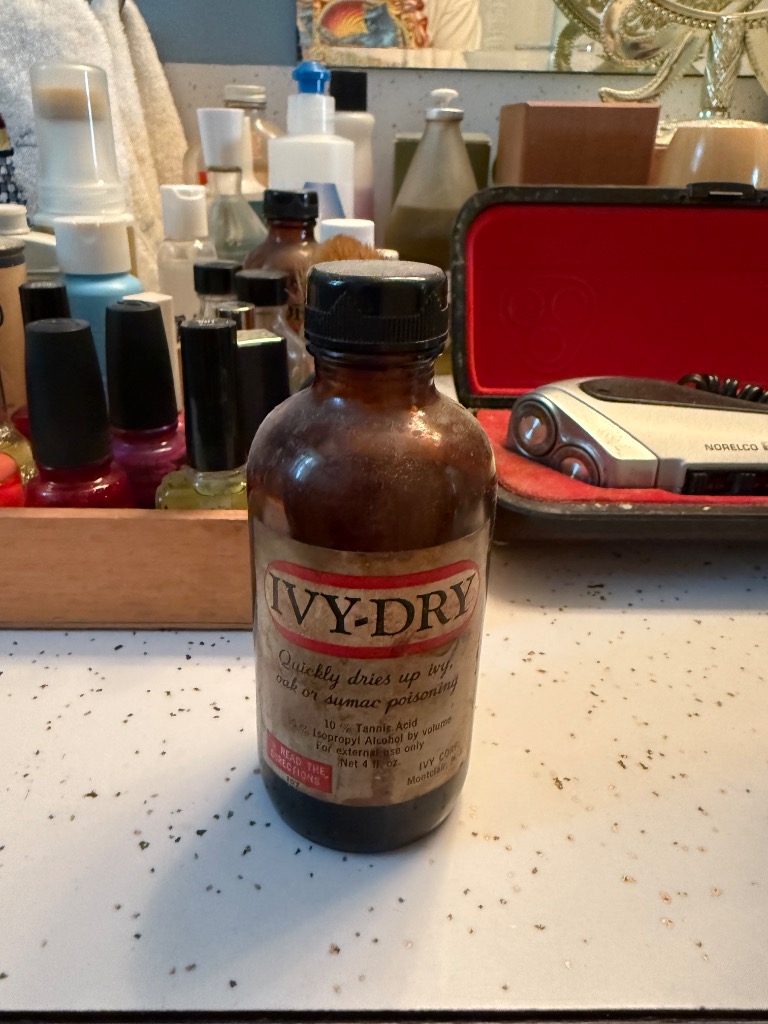 NORELCO
IVY-DRY
Quickly dries up ivy,
oak or sumac poisoning
10 % Tannic Acid
% Isopropyl Alcohol by volume
For external use only
Net 4 fl. oz.
READ THE
DIRECTIONS
IVY CORP.
Montclair,